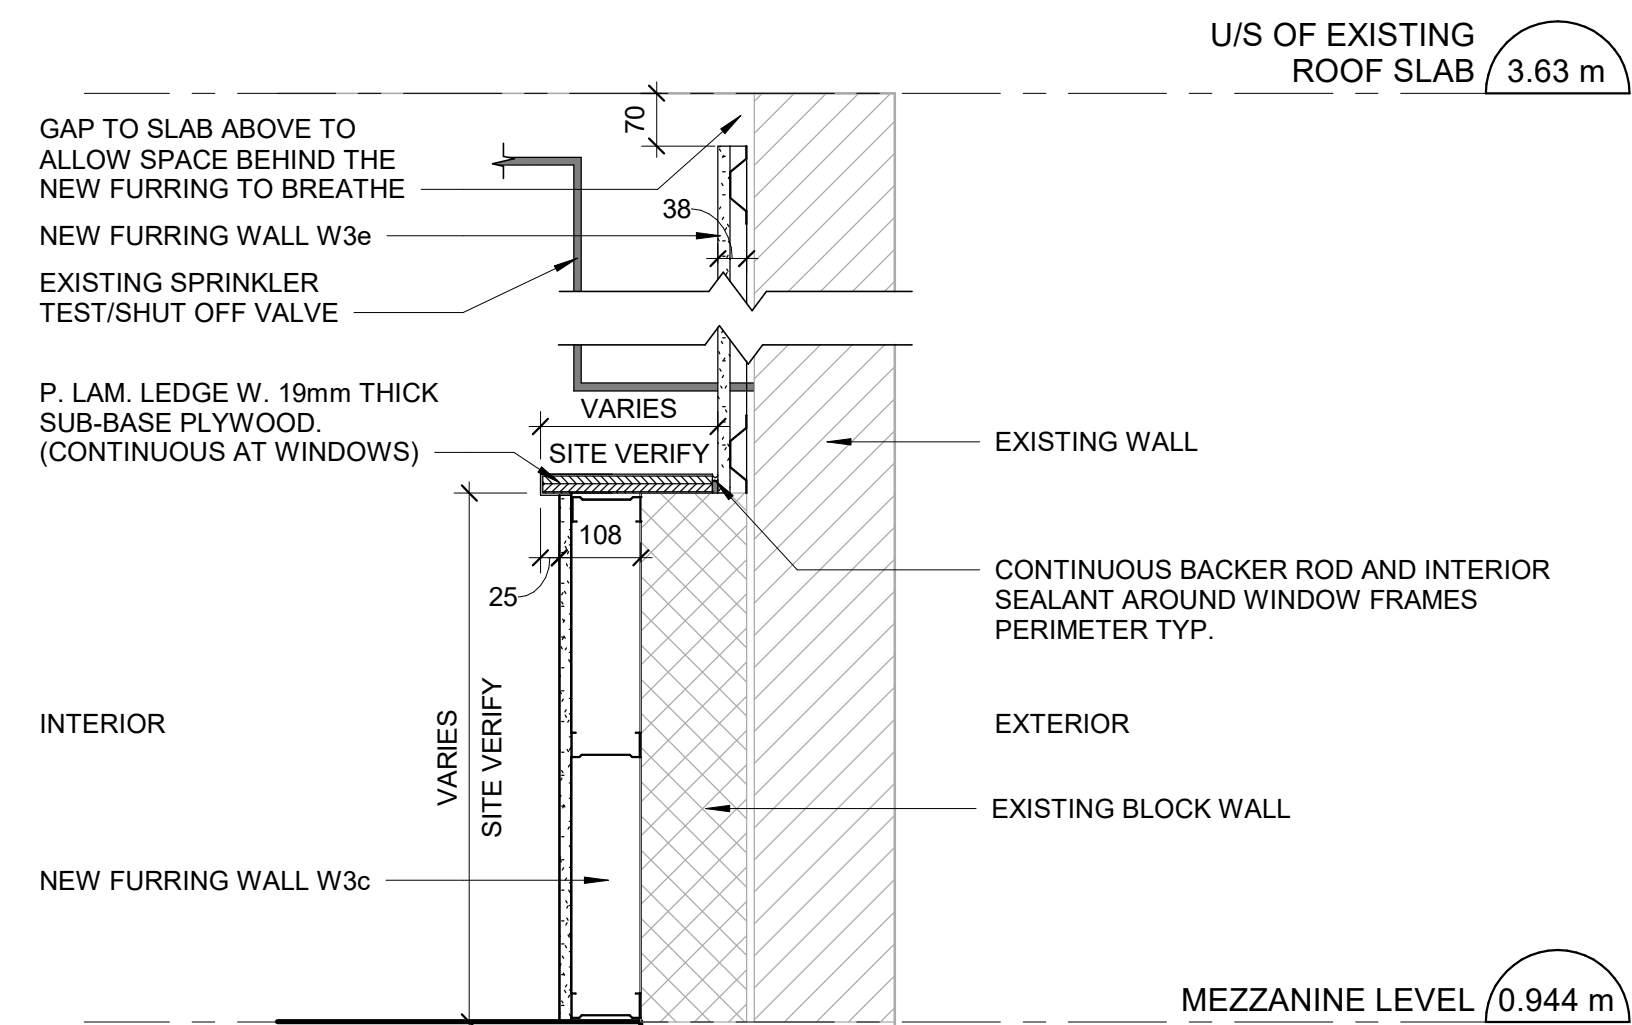 U/S OF EXISTING
ROOF SLAB
3.63 m
GAP TO SLAB ABOVE TO
ALLOW SPACE BEHIND THE
NEW FURRING TO BREATHE
70
38
NEW FURRING WALL W3e
EXISTING SPRINKLER
TEST/SHUT OFF VALVE
P. LAM. LEDGE W. 19mm THICK
SUB-BASE PLYWOOD.
(CONTINUOUS AT WINDOWS)
VARIES
SITE VERIFY
EXISTING WALL
108
25
CONTINUOUS BACKER ROD AND INTERIOR
SEALANT AROUND WINDOW FRAMES
PERIMETER TYP.
INTERIOR
VARIES
SITE VERIFY
EXTERIOR
EXISTING BLOCK WALL
NEW FURRING WALL W3c
MEZZANINE LEVEL
0.944 m